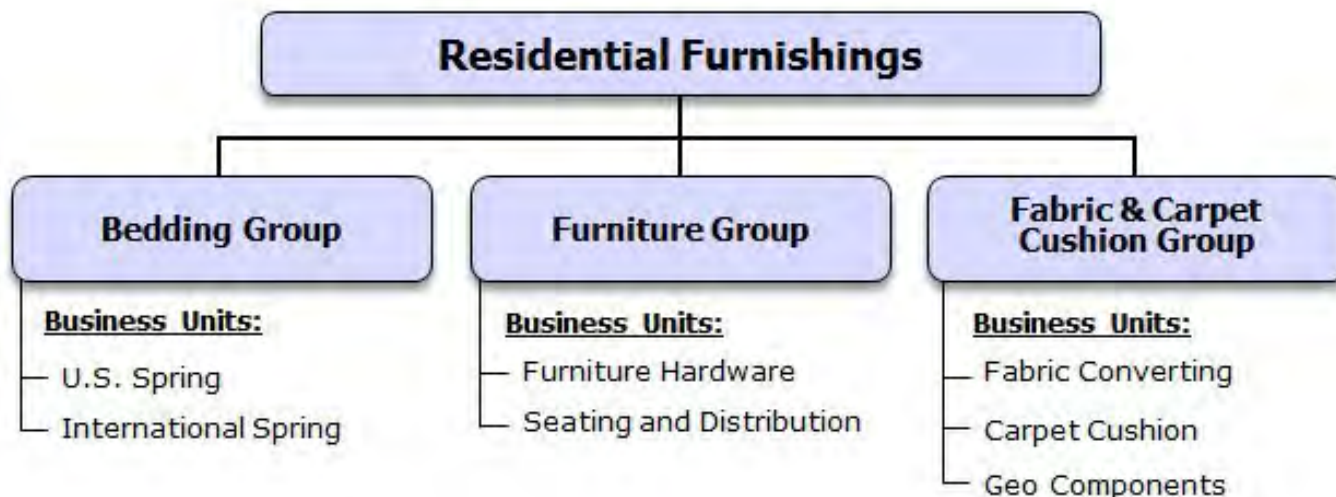 Residential Furnishings
Bedding Group
Business Units:
U.S. Spring
International Spring
Furniture Group
Business Units:
Furniture Hardware
Seating and Distribution
Fabric & Carpet
Cushion Group
Business Units:
Fabric Converting
Carpet Cushion
Geo Components